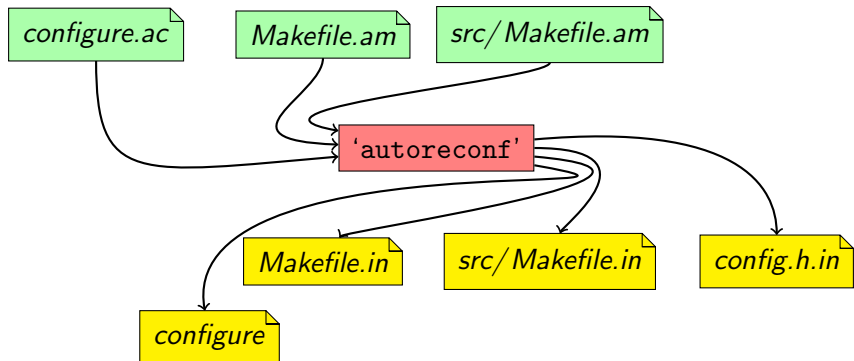 configure.ac
Makefile.am
src/Makefile.am
‘autoreconf’
Makefile.in
src/Makefile.in
config.h.in
configure